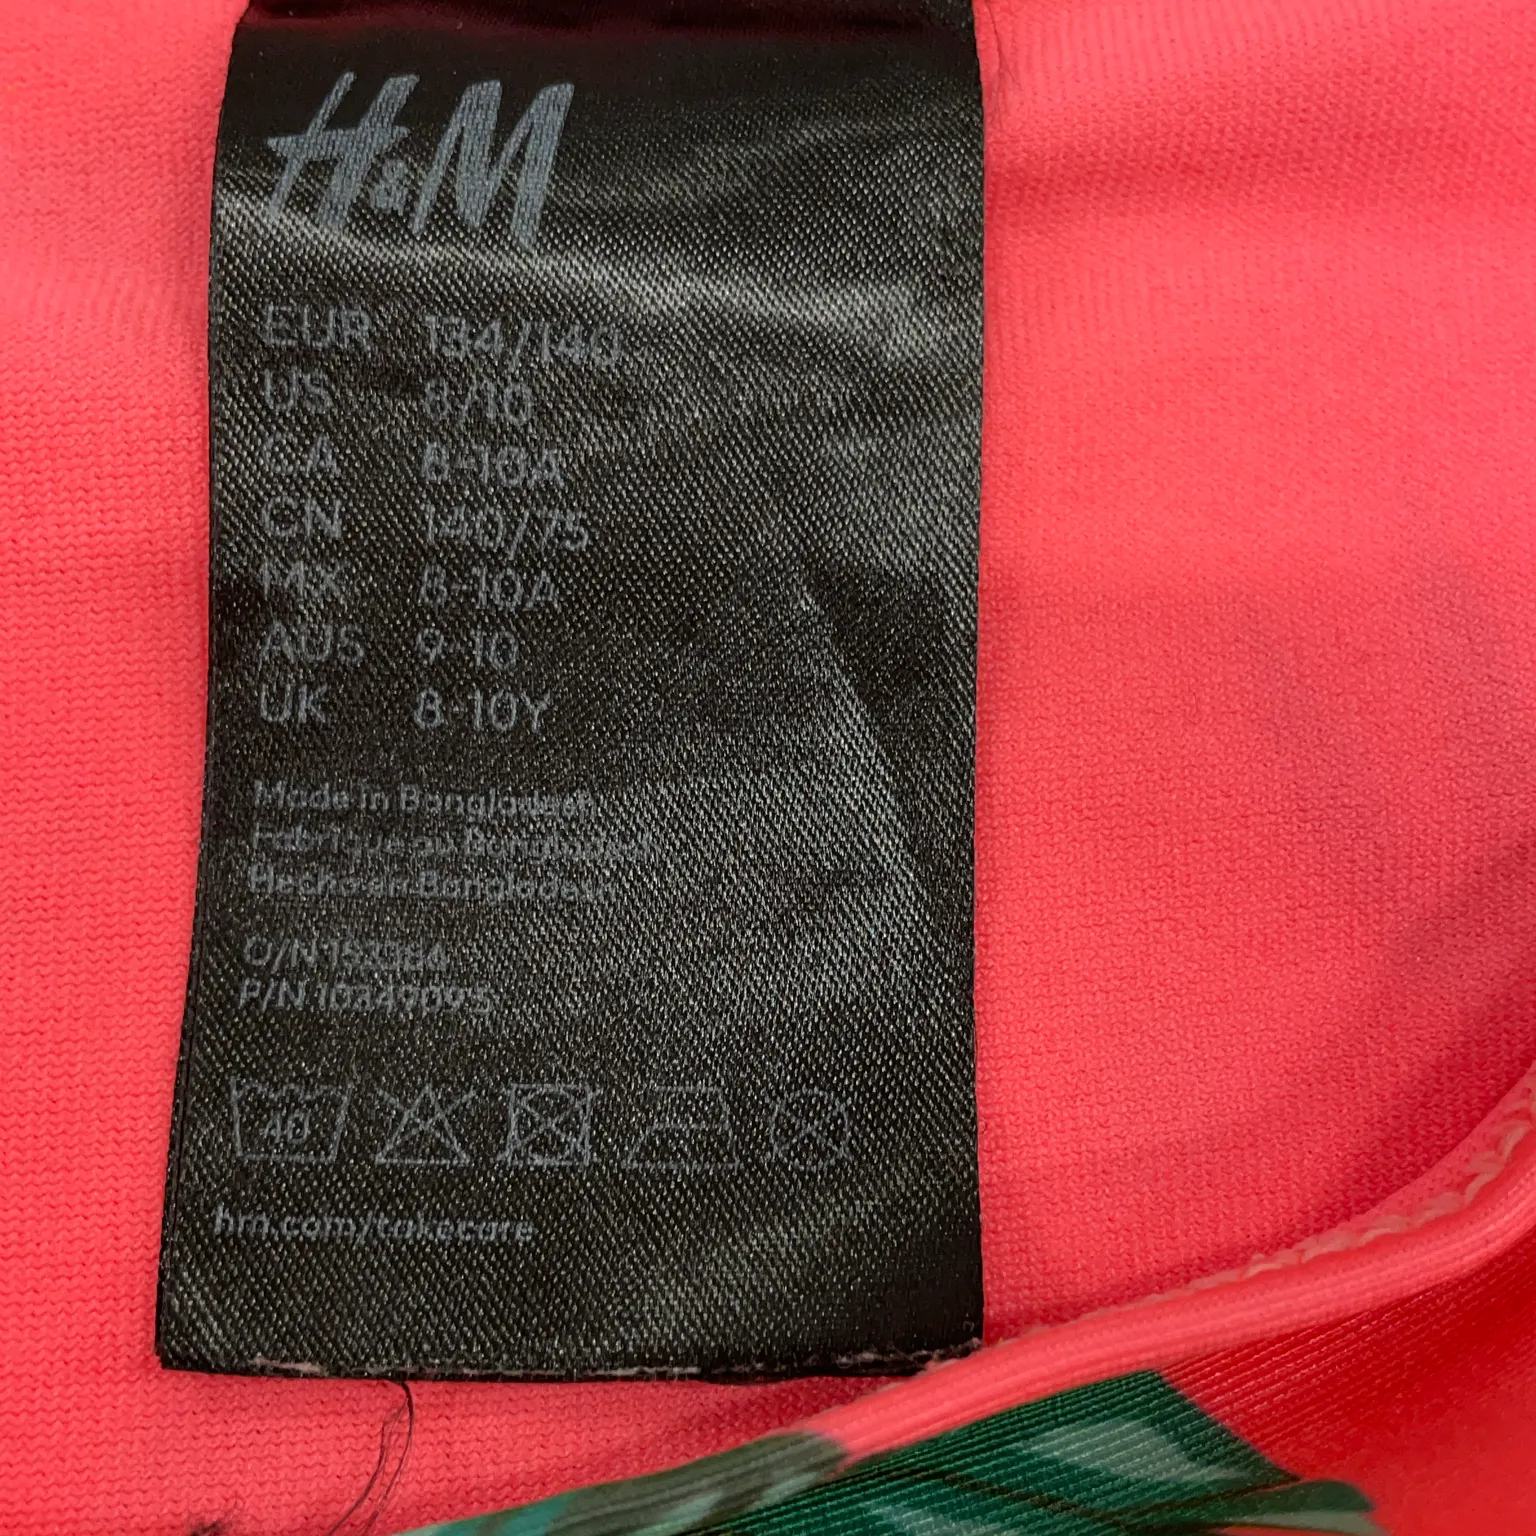 H&M
EUR 134/140
US 8/10
CA 8-10A
CN 140/75
MX 8-10A
AUS 9-10
UK 8-10Y
Made in Bangladesh
Fabriqué au Bangladesh
Hecho en Bangladesh
O/N
P/N
40
hm.com/takecare